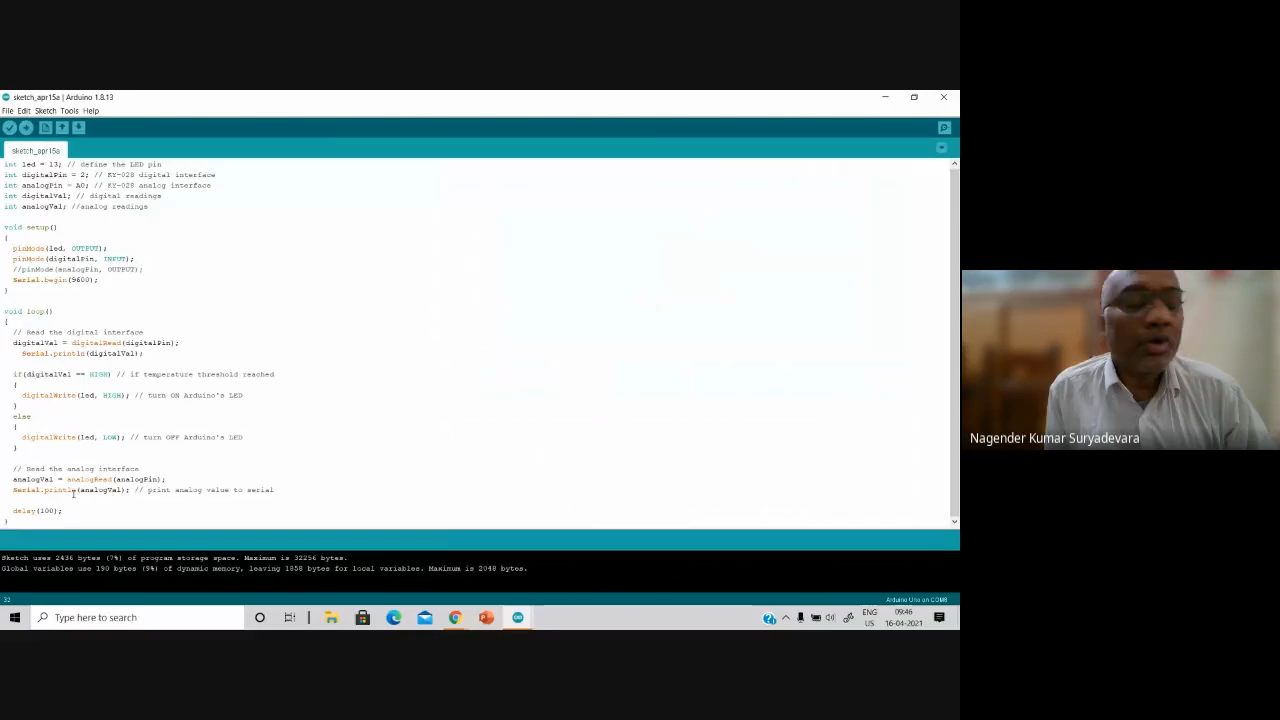 sketch_apr15a | Arduino 1.8.13
File Edit Sketch Tools Help
sketch_apr15a
int led = 13; // define the LED pin
int digitalPin = 2; // KY-028 digital interface
int analogPin = A0; // KY-028 analog interface
int digitalVal; // digital readings
int analogVal; //analog readings
void setup()
{
pinMode(led, OUTPUT);
pinMode(digitalPin, INPUT);
//pinMode(analogPin, OUTPUT);
Serial.begin(9600);
}
void loop()
{
// Read the digital interface
digitalVal = digitalRead(digitalPin);
Serial.println(digitalVal);
if(digitalVal == HIGH) // if temperature threshold reached
{
digitalWrite(led, HIGH); // turn ON Arduino's LED
}
else
{
digitalWrite(led, LOW); // turn OFF Arduino's LED
}
// Read the analog interface
analogVal = analogRead(analogPin);
Serial.println(analogVal); // print analog value to serial
delay(100);
}
Sketch uses 2436 bytes (7%) of program storage space. Maximum is 32256 bytes.
Global variables use 190 bytes (9%) of dynamic memory, leaving 1858 bytes for local variables. Maximum is 2048 bytes.
32
Arduino Uno on COM8
Type here to search
ENG
US
09:46
16-04-2021
Nagender Kumar Suryadevara